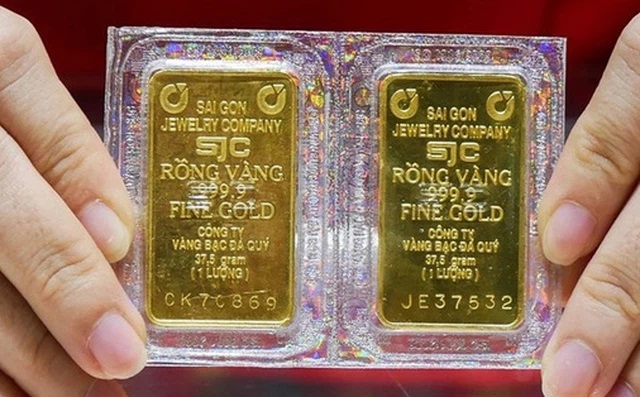 SAI GON
JEWELRY COMPANY
SJC
RỒNG VÀNG
999.9
FINE GOLD
CÔNG TY
VÀNG BẠC ĐÁ QUÝ
37,5 gram
(1 LƯỢNG)
CK70869
SAI GON
JEWELRY COMPANY
SJC
RỒNG VÀNG
999.9
FINE GOLD
CÔNG TY
VÀNG BẠC ĐÁ QUÝ
37,5 gram
(1 LƯỢNG)
JE37532